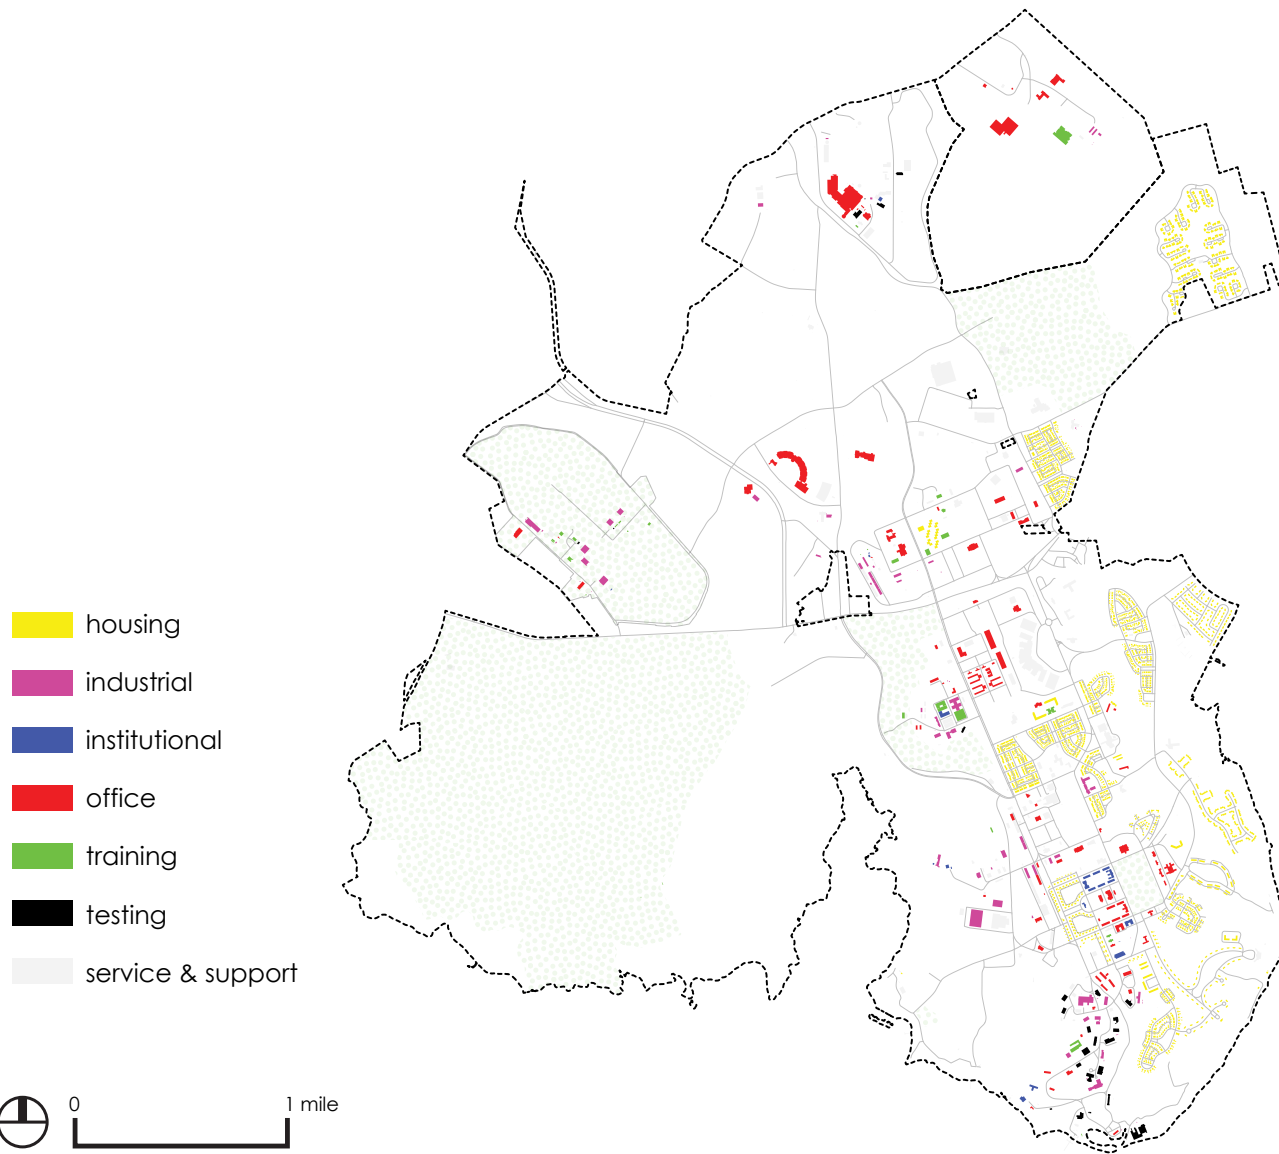 housing
industrial
institutional
office
training
testing
service & support
0 1 mile